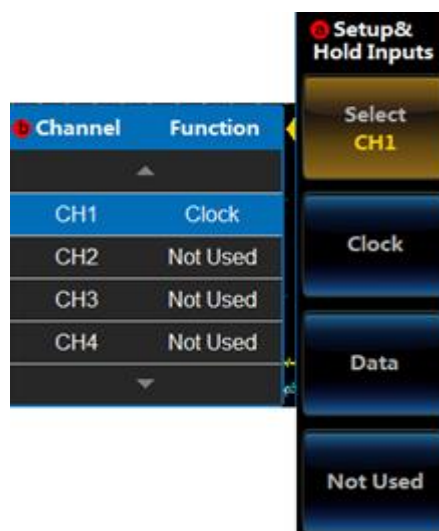 a Setup&
Hold Inputs
b Channel Function
CH1 Clock
CH2 Not Used
CH3 Not Used
CH4 Not Used
Select
CH1
Clock
Data
Not Used